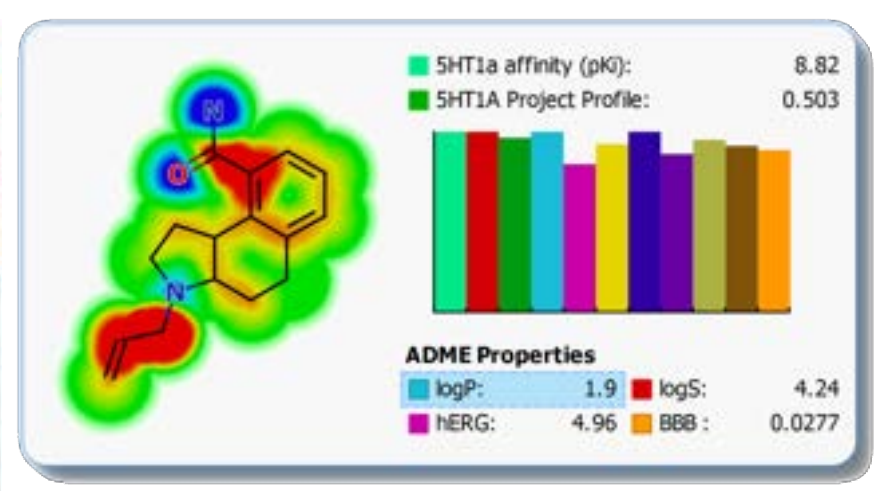 N
O
N
5HT1a affinity (pKi): 8.82
5HT1A Project Profile: 0.503
ADME Properties
logP: 1.9 logS: 4.24
hERG: 4.96 BBB : 0.0277